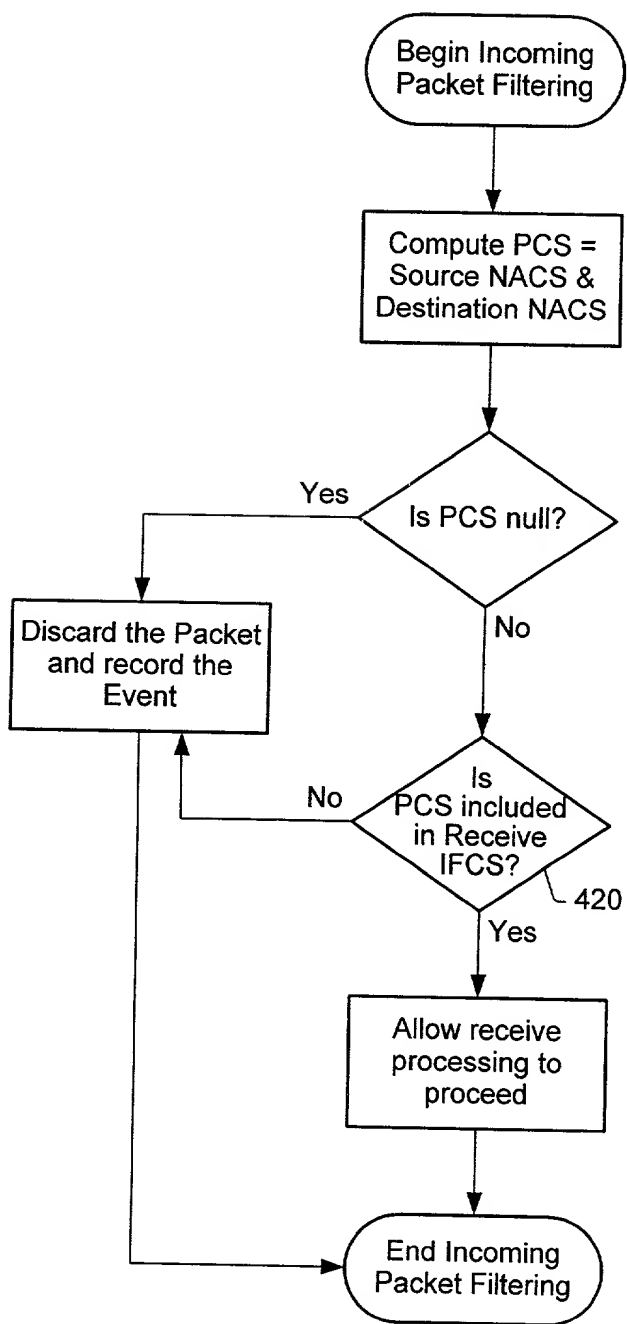 Begin Incoming
Packet Filtering
Compute PCS =
Source NACS &
Destination NACS
Yes
Is PCS null?
Discard the Packet
and record the
Event
No
No
Is
PCS included
in Receive
IFCS?
420
Yes
Allow receive
processing to
proceed
End Incoming
Packet Filtering